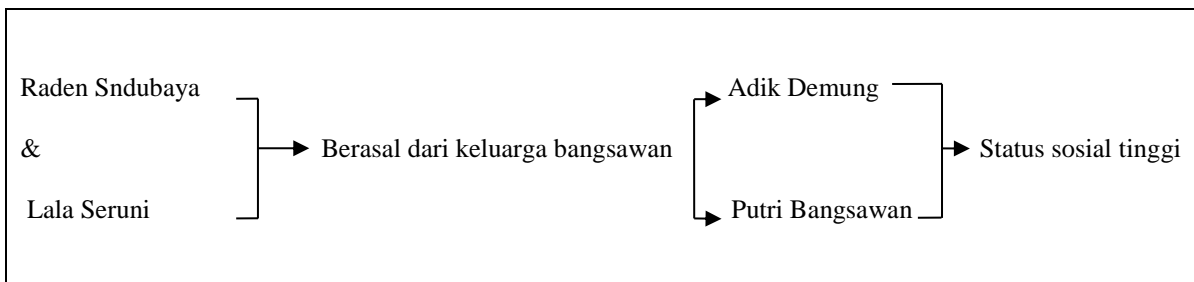 Raden Sndubaya
Adik Demung
&
Berasal dari keluarga bangsawan
Status sosial tinggi
Lala Seruni
Putri Bangsawan